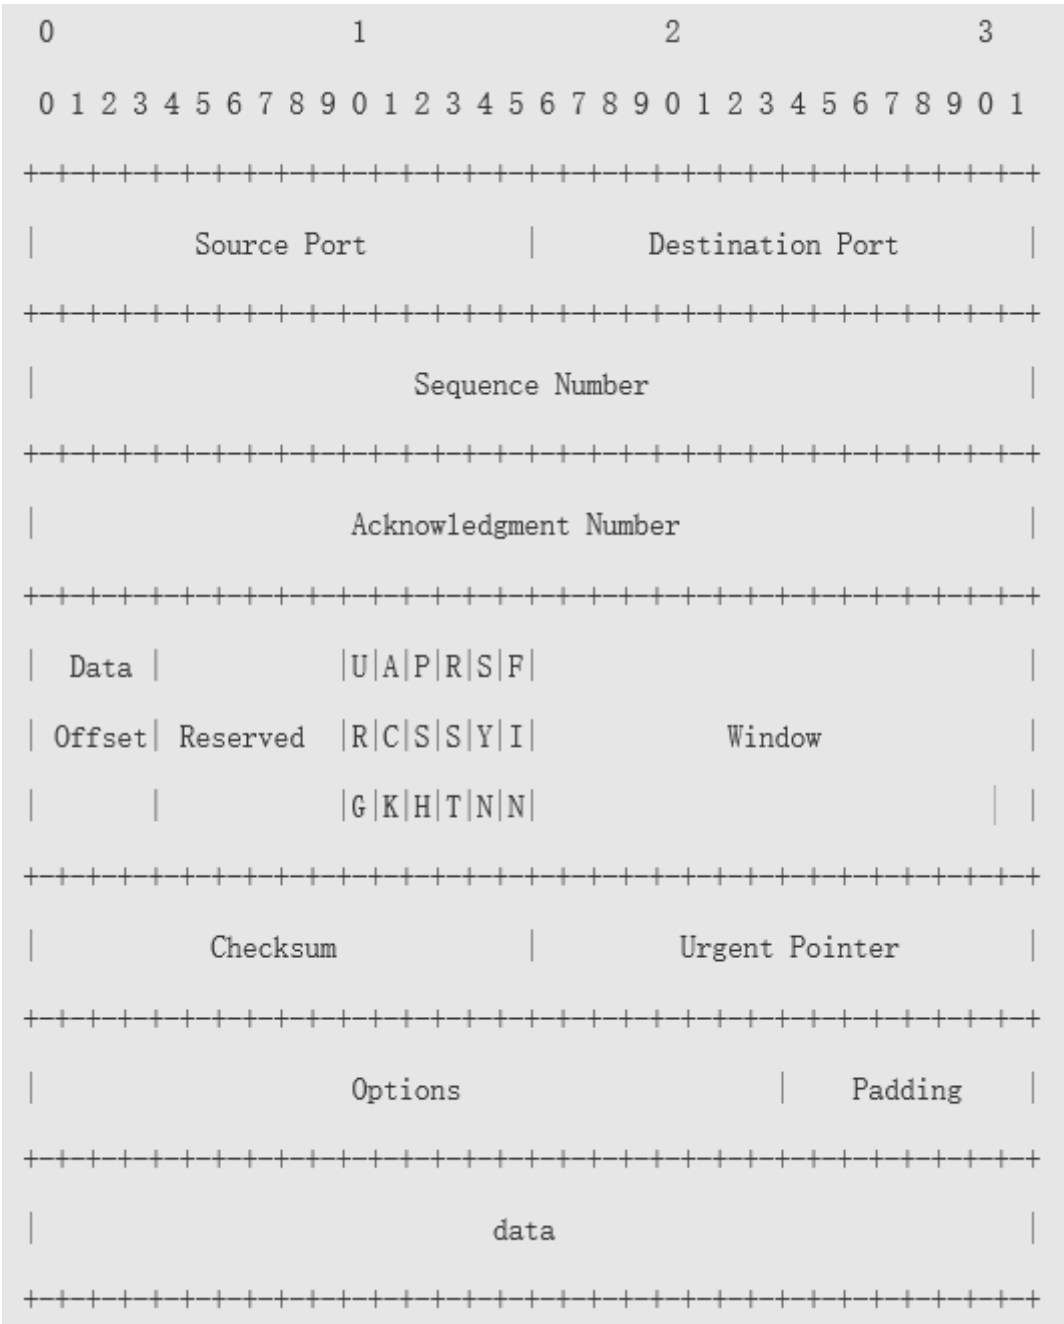 0                   1                   2                   3
 0 1 2 3 4 5 6 7 8 9 0 1 2 3 4 5 6 7 8 9 0 1 2 3 4 5 6 7 8 9 0 1
+-+-+-+-+-+-+-+-+-+-+-+-+-+-+-+-+-+-+-+-+-+-+-+-+-+-+-+-+-+-+-+-+
|          Source Port          |       Destination Port        |
+-+-+-+-+-+-+-+-+-+-+-+-+-+-+-+-+-+-+-+-+-+-+-+-+-+-+-+-+-+-+-+-+
|                        Sequence Number                        |
+-+-+-+-+-+-+-+-+-+-+-+-+-+-+-+-+-+-+-+-+-+-+-+-+-+-+-+-+-+-+-+-+
|                    Acknowledgment Number                      |
+-+-+-+-+-+-+-+-+-+-+-+-+-+-+-+-+-+-+-+-+-+-+-+-+-+-+-+-+-+-+-+-+
|  Data |           |U|A|P|R|S|F|                               |
| Offset| Reserved  |R|C|S|S|Y|I|            Window             |
|       |           |G|K|H|T|N|N|                             | |
+-+-+-+-+-+-+-+-+-+-+-+-+-+-+-+-+-+-+-+-+-+-+-+-+-+-+-+-+-+-+-+-+
|           Checksum            |         Urgent Pointer        |
+-+-+-+-+-+-+-+-+-+-+-+-+-+-+-+-+-+-+-+-+-+-+-+-+-+-+-+-+-+-+-+-+
|                    Options                    |    Padding    |
+-+-+-+-+-+-+-+-+-+-+-+-+-+-+-+-+-+-+-+-+-+-+-+-+-+-+-+-+-+-+-+-+
|                             data                              |
+-+-+-+-+-+-+-+-+-+-+-+-+-+-+-+-+-+-+-+-+-+-+-+-+-+-+-+-+-+-+-+-+